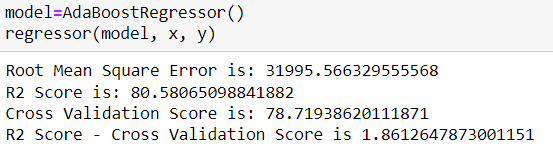 model=AdaBoostRegressor()
regressor(model, x, y)
Root Mean Square Error is: 31995.566329555568
R2 Score is: 80.58065098841882
Cross Validation Score is: 78.71938620111871
R2 Score - Cross Validation Score is 1.8612647873001151